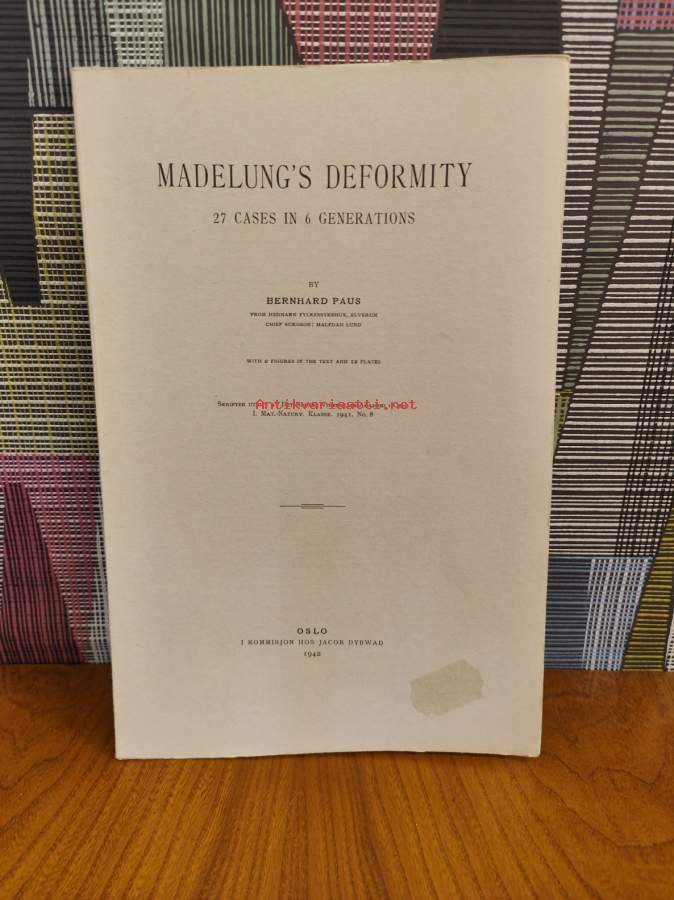 MADELUNG'S DEFORMITY
27 CASES IN 6 GENERATIONS
BY
BERNHARD PAUS
FROM HEDMARK FYLKESSYKEHUS, ELVERUM
CHIEF SURGEON: HALFDAN LUND
WITH 2 FIGURES IN THE TEXT AND 12 PLATES
SKRIFTER
Antikvariaatti.net
I. MAT.-NATURV. KLASSE. 1941. NO. 8
OSLO
I KOMMISJON HOS JACOB DYBWAD
1942